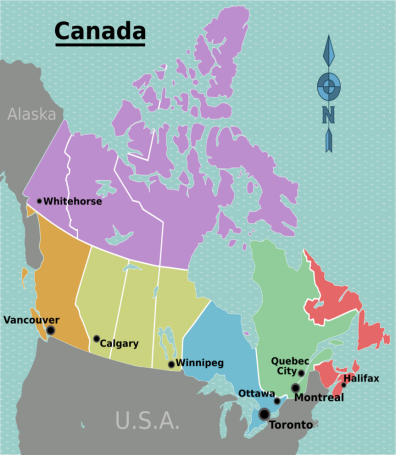 Canada
Alaska
N
Whitehorse
Vancouver
Calgary
Winnipeg
Quebec
City
Halifax
Ottawa
Montreal
Toronto
U.S.A.